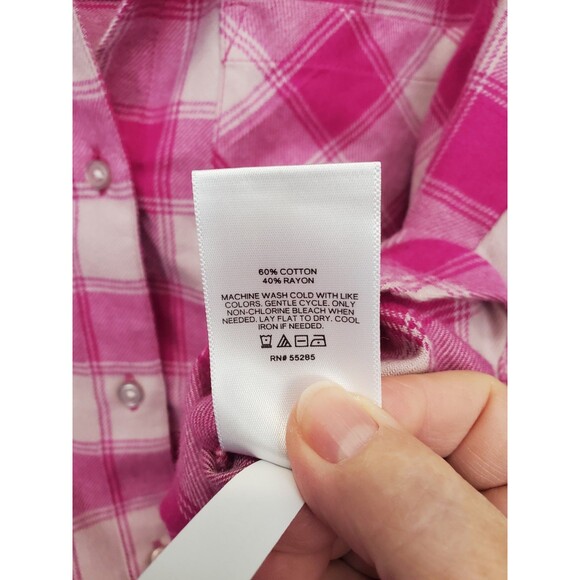 60% COTTON
40% RAYON
MACHINE WASH COLD WITH LIKE
COLORS. GENTLE CYCLE. ONLY
NON-CHLORINE BLEACH WHEN
NEEDED. LAY FLAT TO DRY. COOL
IRON IF NEEDED.
RN# 55285